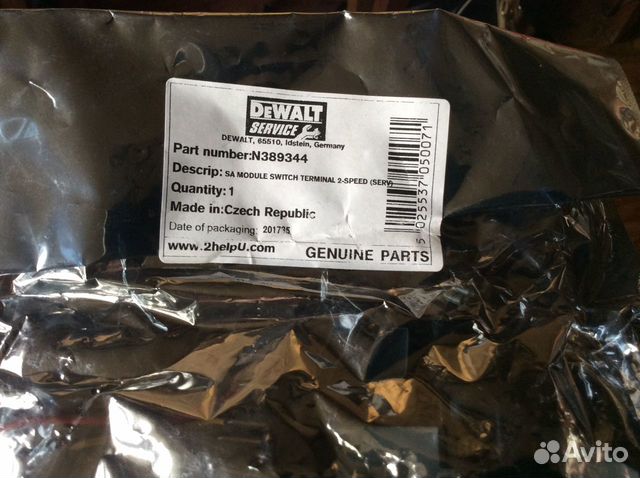 DEWALT
SERVICE
DEWALT, 65510, Idstein, Germany
Part number:N389344
Descrip: SA MODULE SWITCH TERMINAL 2-SPEED (SERV)
Quantity:1
Made in:Czech Republic
Date of packaging: 201735
www.2helpU.com
GENUINE PARTS
5 025537 050071
Avito